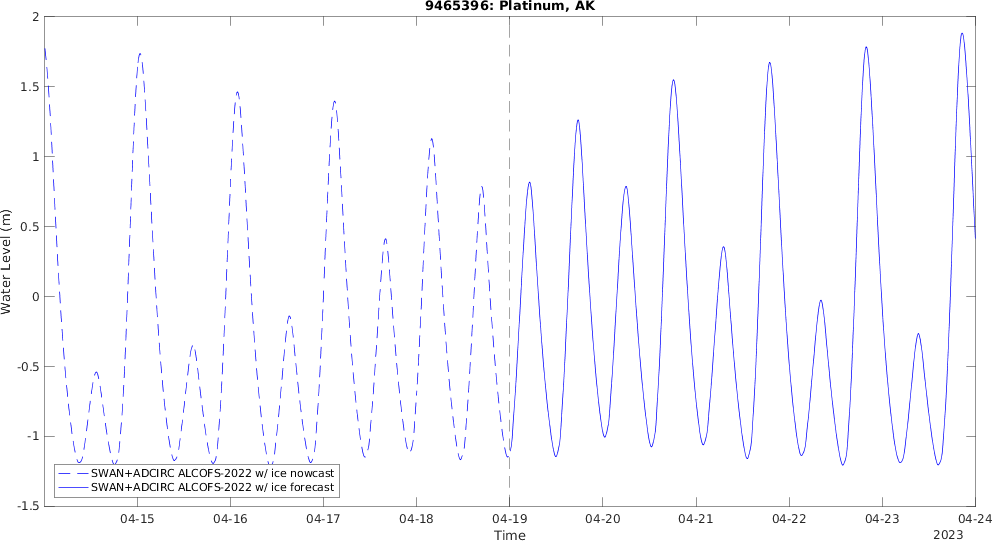 9465396: Platinum, AK
Water Level (m)
2
1.5
1
0.5
0
-0.5
-1
-1.5
SWAN+ADCIRC ALCOFS-2022 w/ ice nowcast
SWAN+ADCIRC ALCOFS-2022 w/ ice forecast
04-15 04-16 04-17 04-18 04-19 04-20 04-21 04-22 04-23 04-24
Time
2023